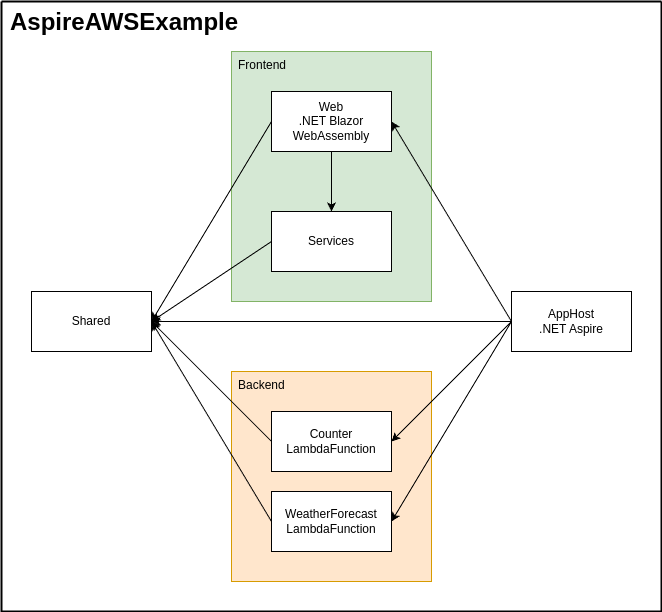 AspireAWSExample
Frontend
Web
.NET Blazor
WebAssembly
Services
Shared
AppHost
.NET Aspire
Backend
Counter
LambdaFunction
WeatherForecast
LambdaFunction